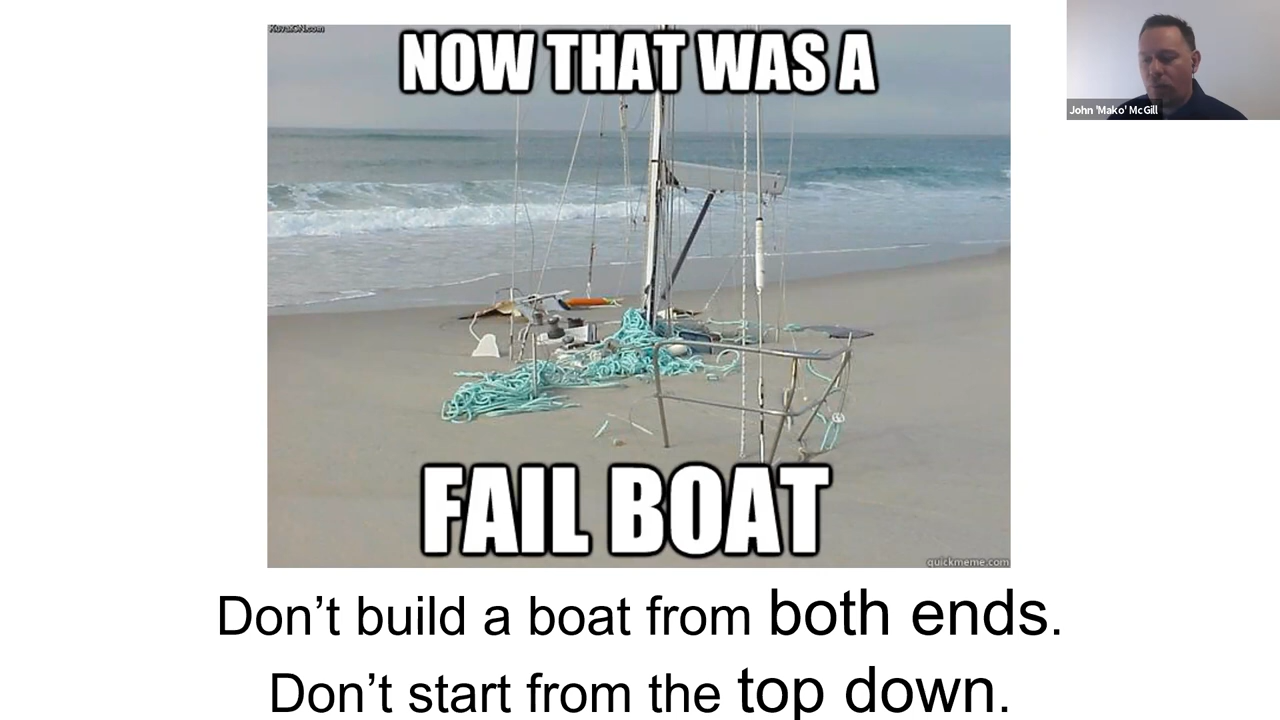 NOW THAT WAS A
John 'Mako' McGill
FAIL BOAT
quickmeme.com
Don’t build a boat from both ends.
Don’t start from the top down.